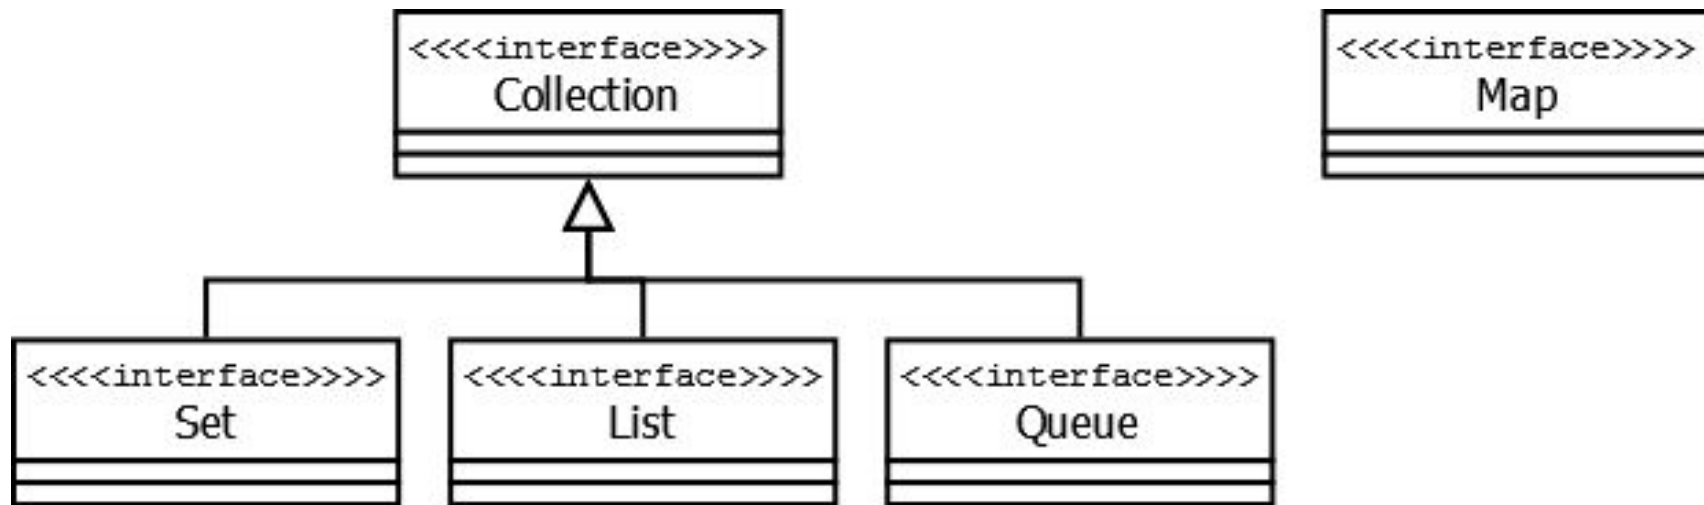 <<<<interface>>>>
Collection
<<<<interface>>>>
Map
<<<<interface>>>>
Set
<<<<interface>>>>
List
<<<<interface>>>>
Queue